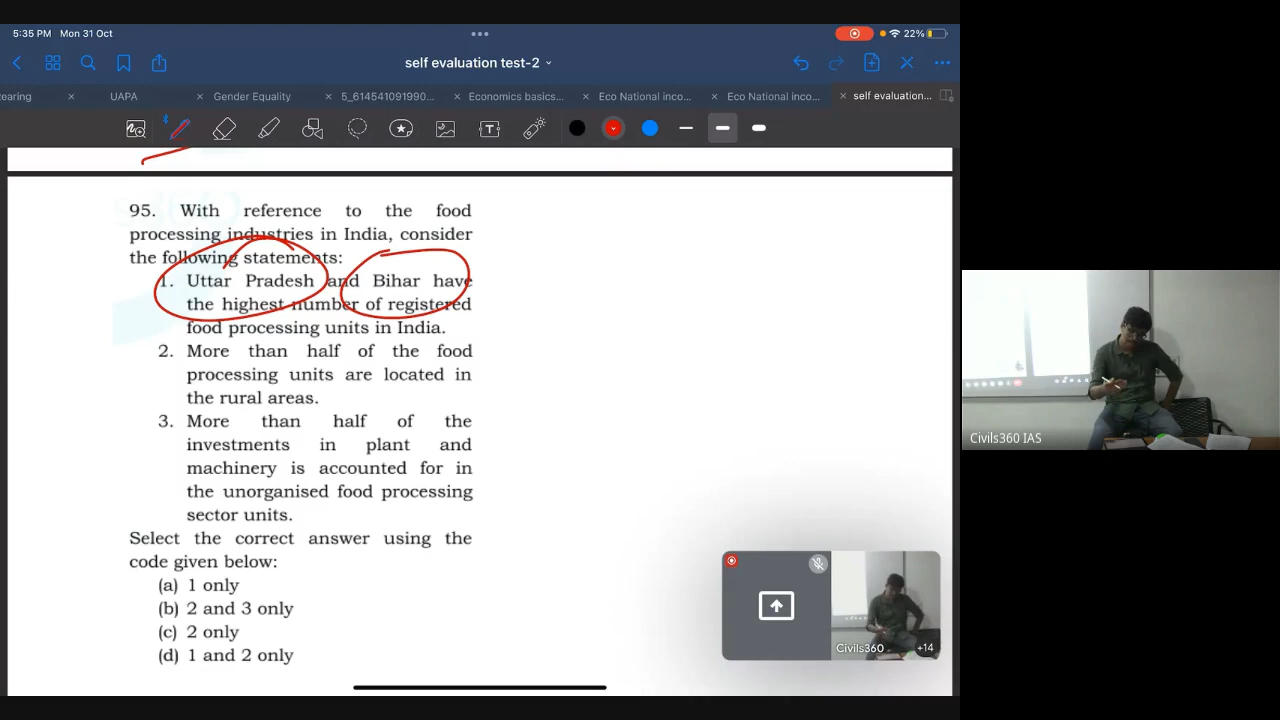 5:35 PM Mon 31 Oct
22%
self evaluation test-2
tearing
UAPA
Gender Equality
5_614541091990...
Economics basics...
Eco National inco...
Eco National inco...
self evaluation...
95. With reference to the food
processing industries in India, consider
the following statements:
1. Uttar Pradesh and Bihar have
the highest number of registered
food processing units in India.
2. More than half of the food
processing units are located in
the rural areas.
3. More than half of the
investments in plant and
machinery is accounted for in
the unorganised food processing
sector units.
Select the correct answer using the
code given below:
(a) 1 only
(b) 2 and 3 only
(c) 2 only
(d) 1 and 2 only
Civils360
+14
Civils360 IAS